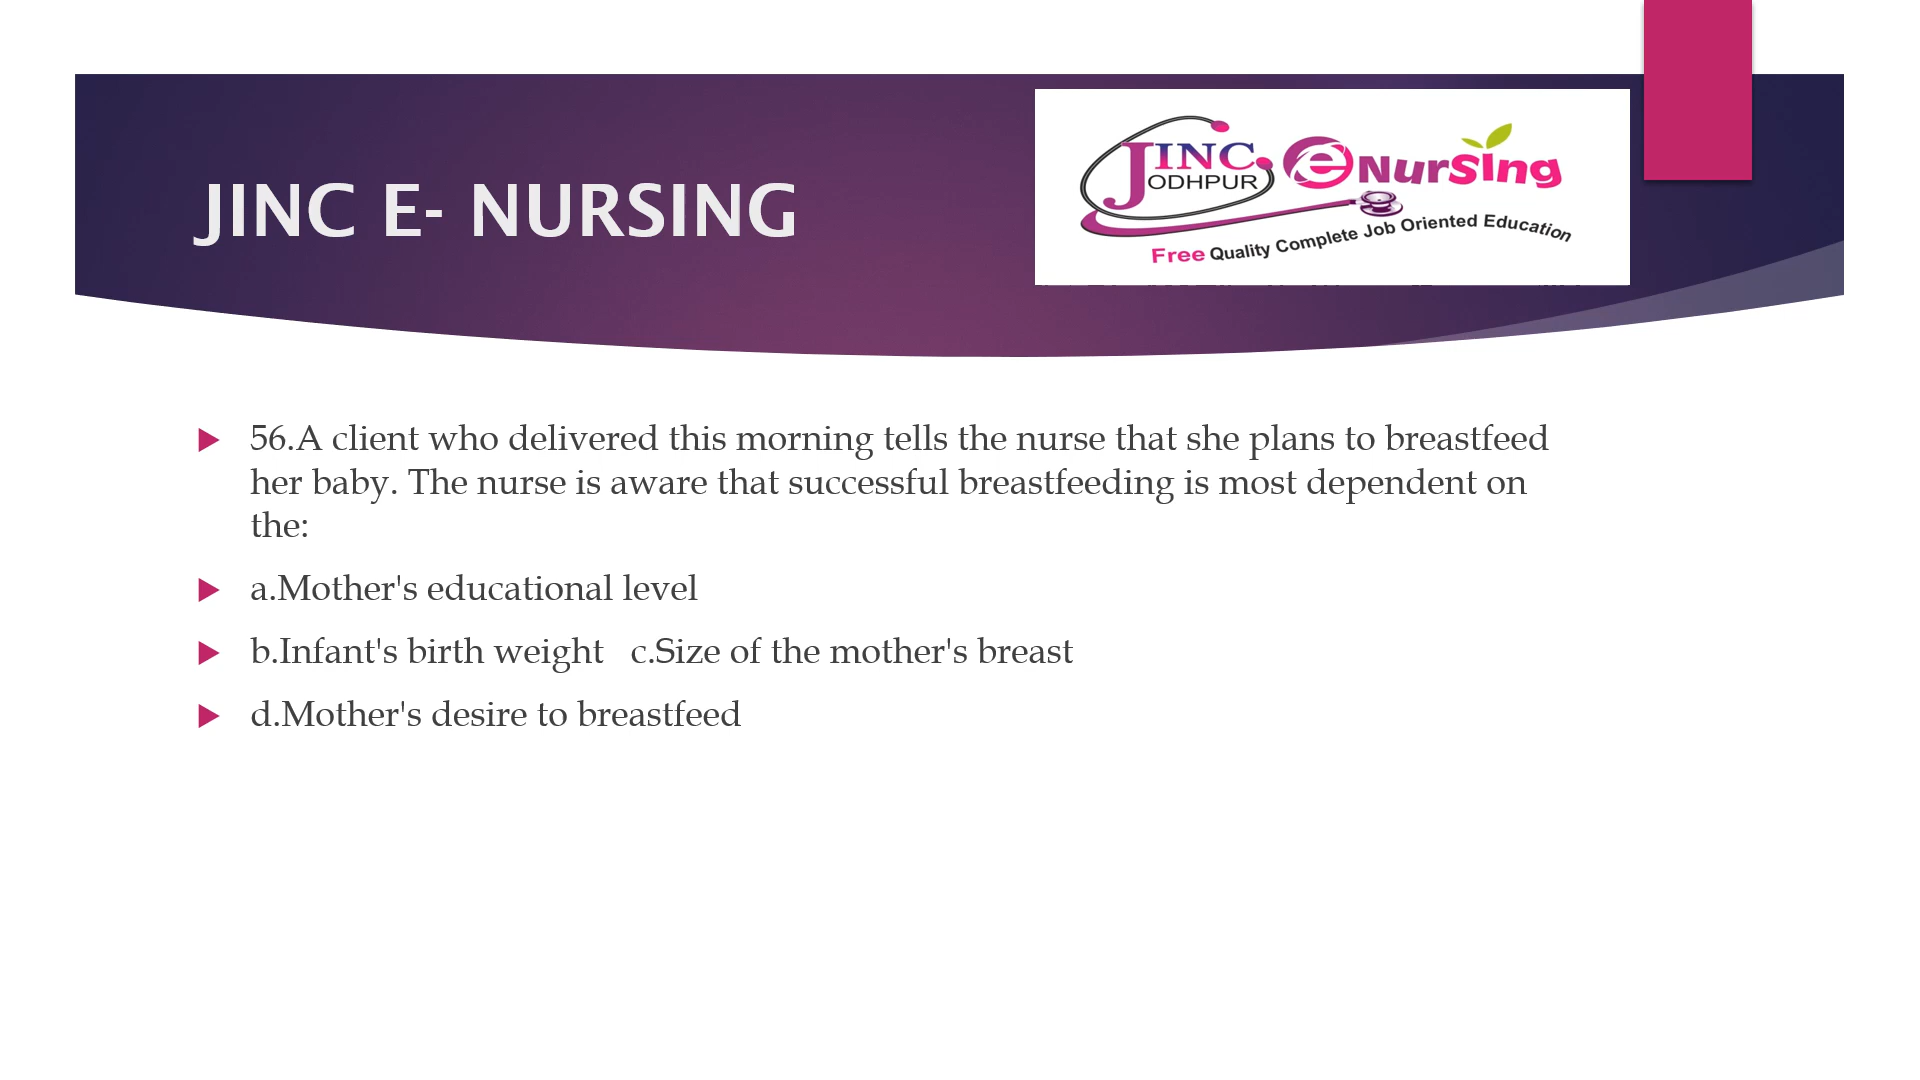 JINC E- NURSING
JINC. eNursing
ODHPUR
Free Quality Complete Job Oriented Education
56.A client who delivered this morning tells the nurse that she plans to breastfeed
her baby. The nurse is aware that successful breastfeeding is most dependent on
the:
a.Mother's educational level
b.Infant's birth weight   c.Size of the mother's breast
d.Mother's desire to breastfeed